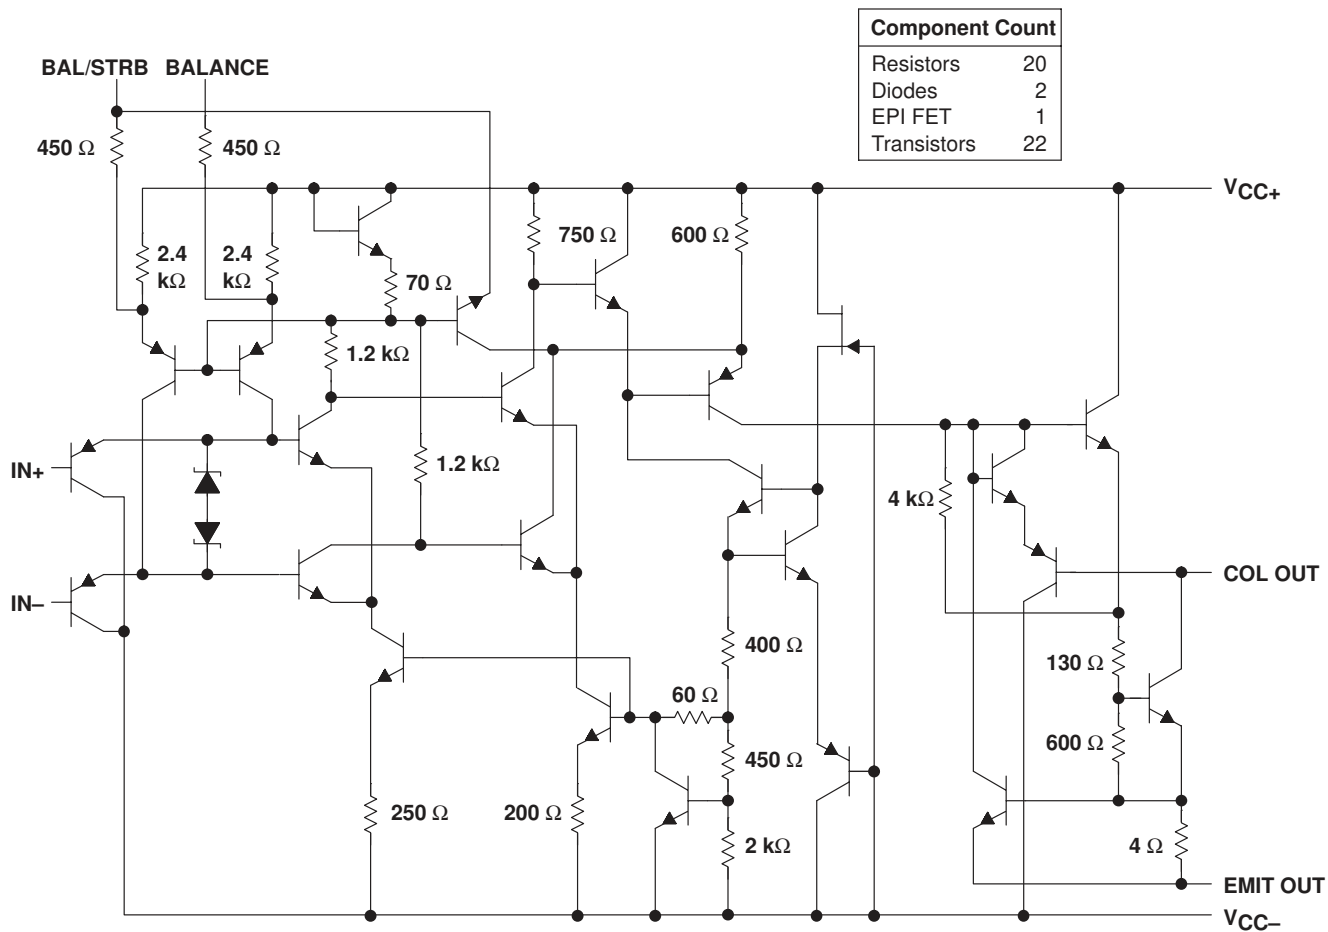 Component Count
Resistors 20
Diodes 2
EPI FET 1
Transistors 22
BAL/STRB BALANCE
450 Ω 450 Ω
VCC+
2.4 kΩ
2.4 kΩ
70 Ω
750 Ω
600 Ω
1.2 kΩ
IN+
1.2 kΩ
4 kΩ
COL OUT
IN–
400 Ω
130 Ω
60 Ω
600 Ω
450 Ω
250 Ω
200 Ω
2 kΩ
4 Ω
EMIT OUT
VCC–